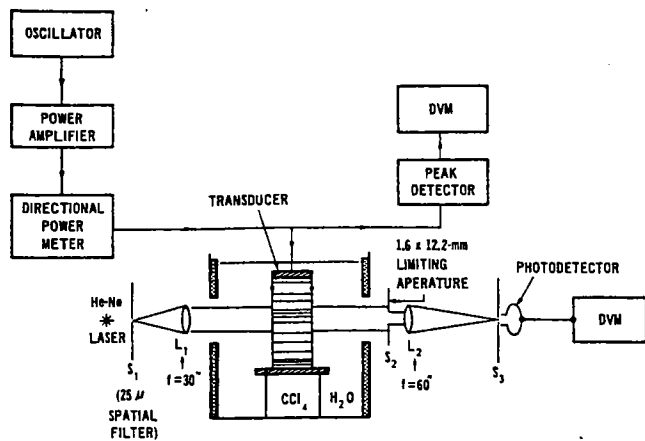 OSCILLATOR
POWER
AMPLIFIER
DIRECTIONAL
POWER
METER
DVM
PEAK
DETECTOR
TRANSDUCER
1.6 x 12.2-mm
LIMITING
APERATURE
PHOTODETECTOR
DVM
He-Ne
LASER
S1
(25 μ
SPATIAL
FILTER)
L1
f=30"
CCl4
H2O
S2
L2
f=60"
S3